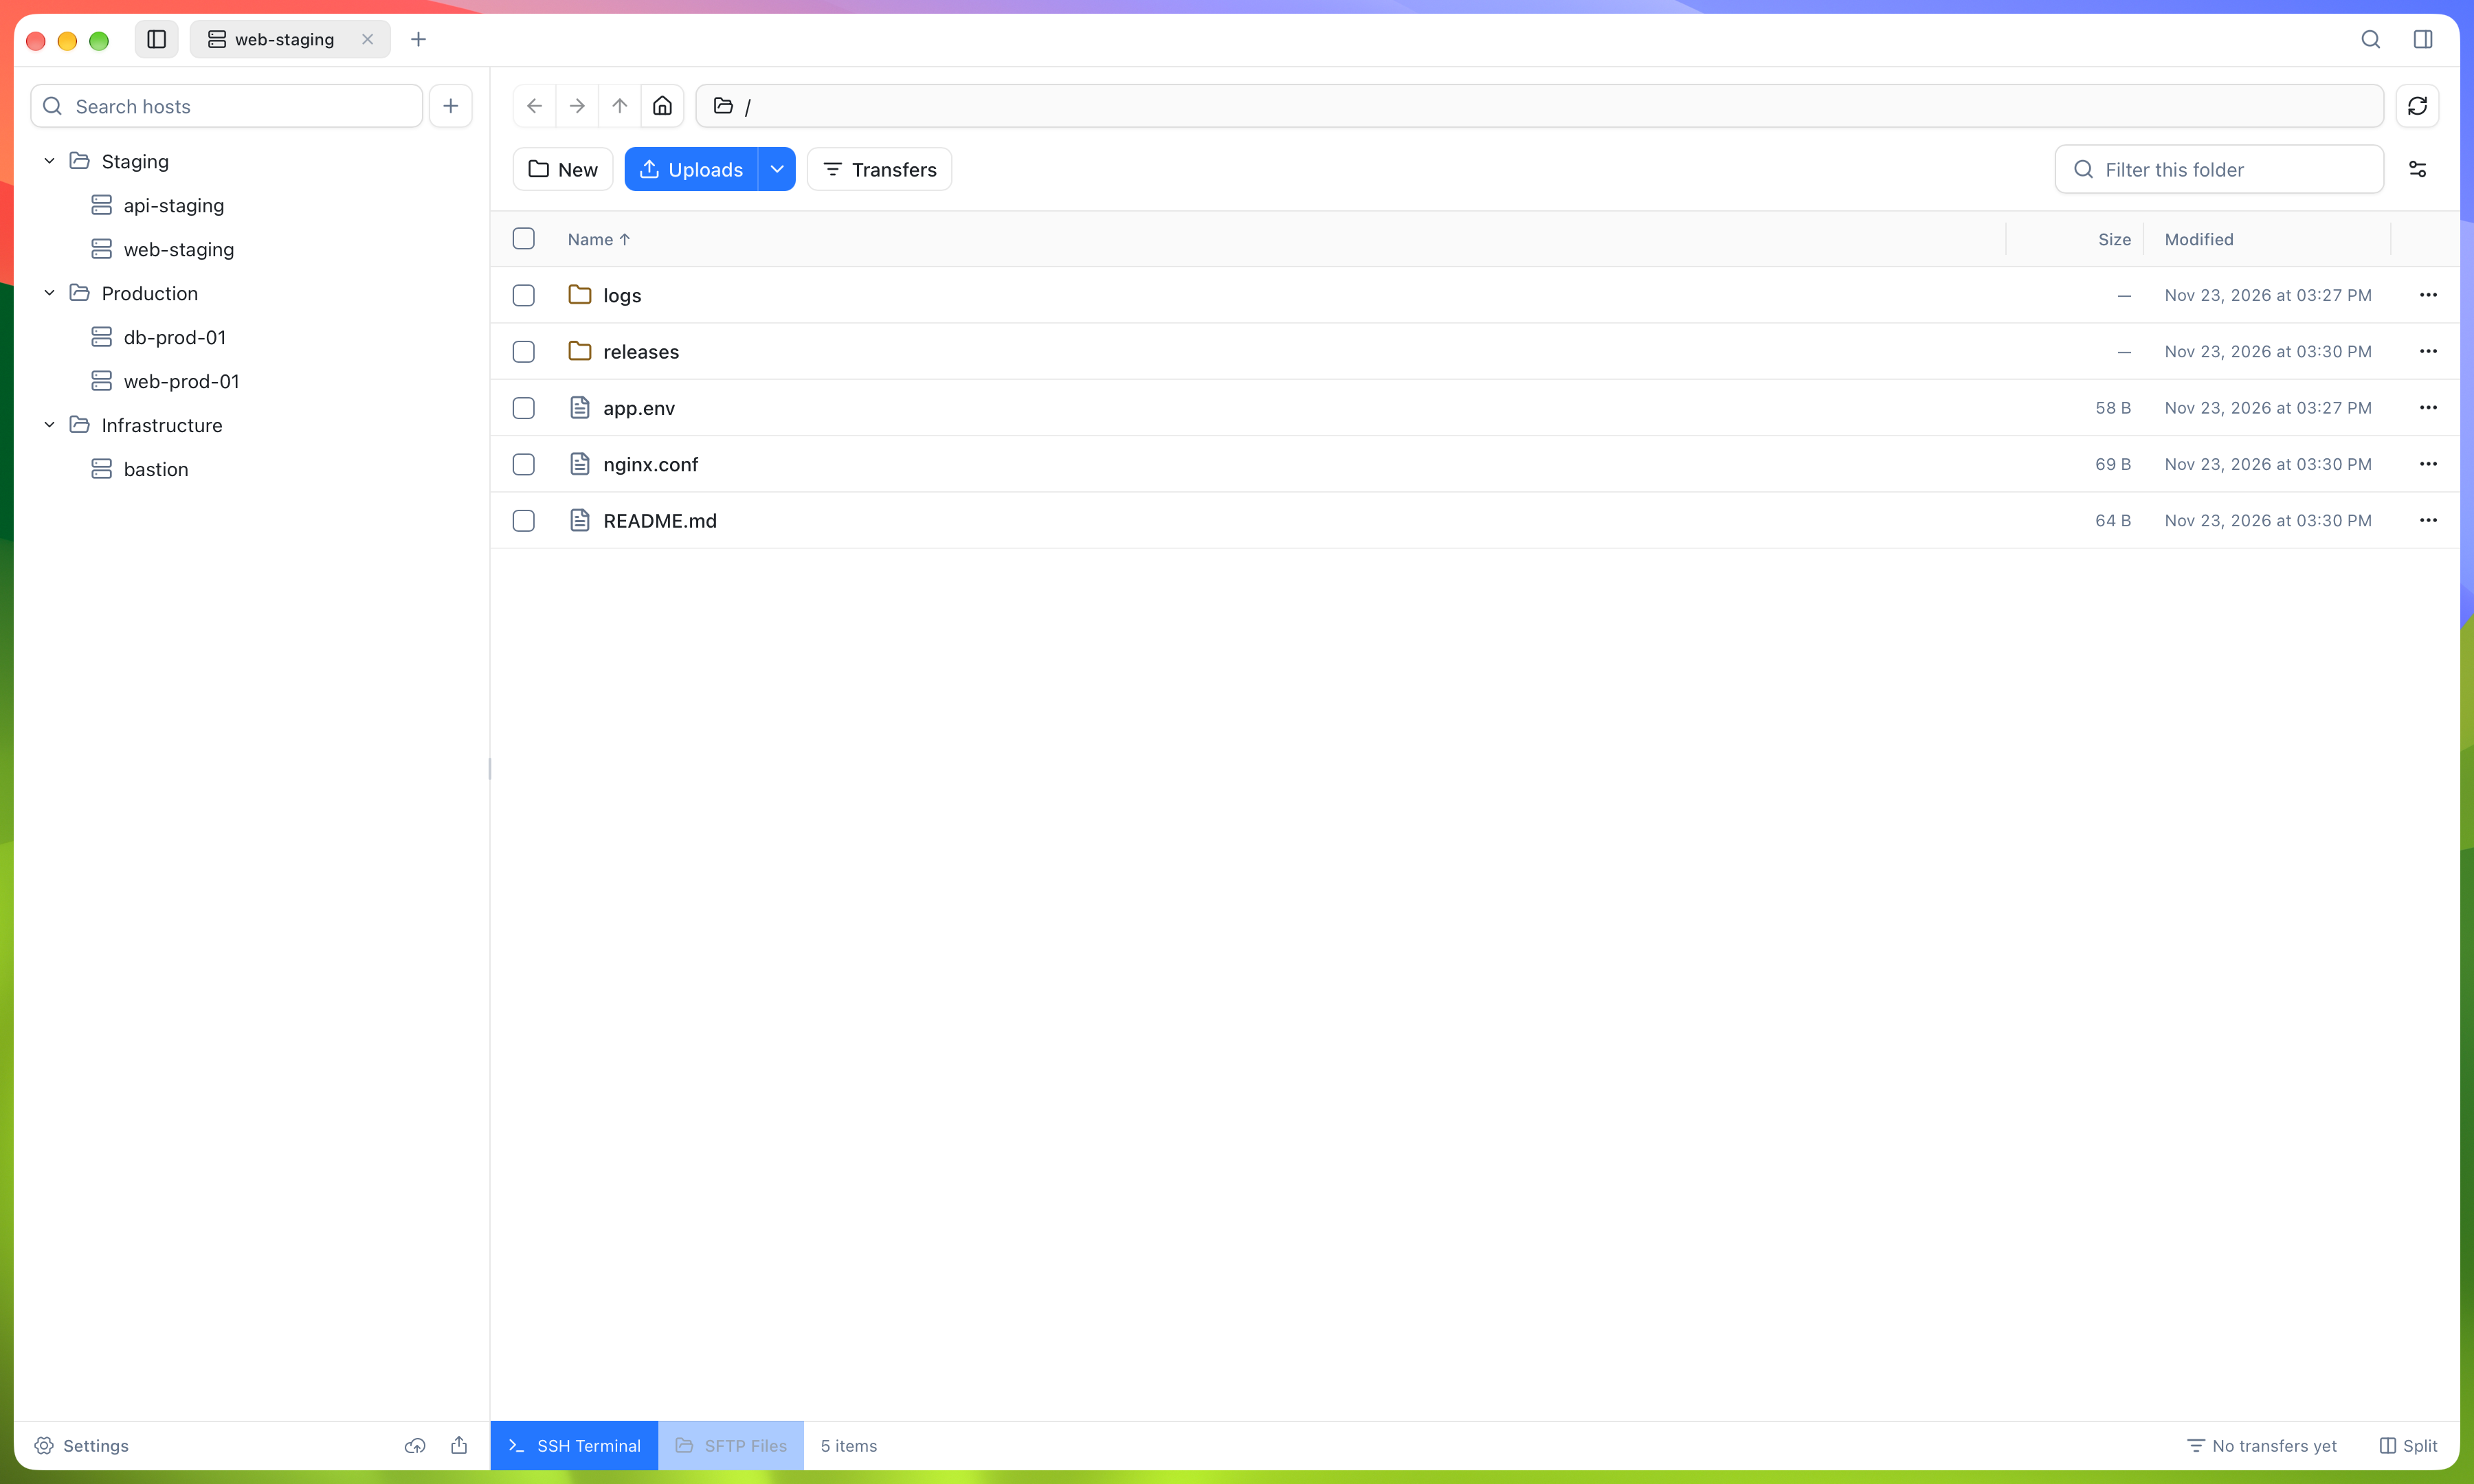 web-staging
Search hosts
/
Staging
api-staging
web-staging
Production
db-prod-01
web-prod-01
Infrastructure
bastion
New
Uploads
Transfers
Filter this folder
Name Size Modified
logs — Nov 23, 2026 at 03:27 PM
releases — Nov 23, 2026 at 03:30 PM
app.env 58 B Nov 23, 2026 at 03:27 PM
nginx.conf 69 B Nov 23, 2026 at 03:30 PM
README.md 64 B Nov 23, 2026 at 03:30 PM
Settings
SSH Terminal
SFTP Files
5 items
No transfers yet
Split